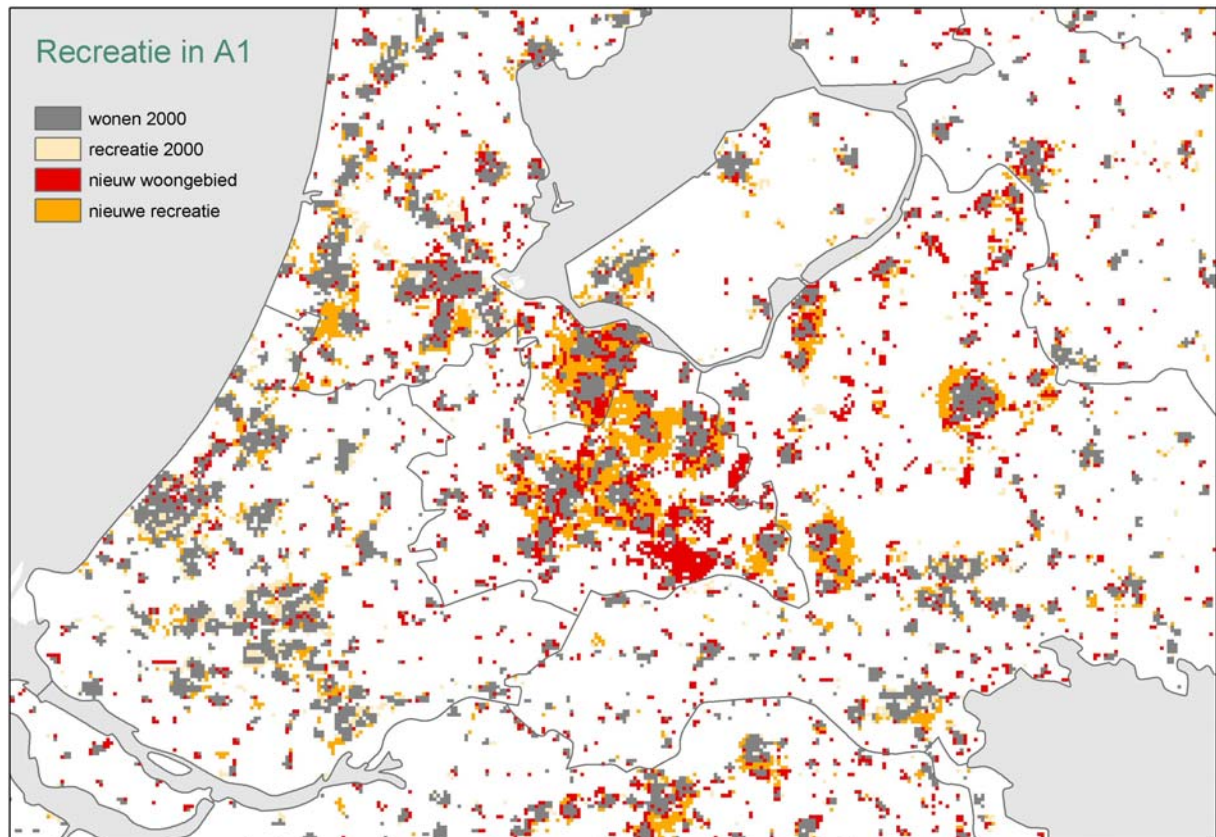 Recreatie in A1
wonen 2000
recreatie 2000
nieuw woongebied
nieuwe recreatie